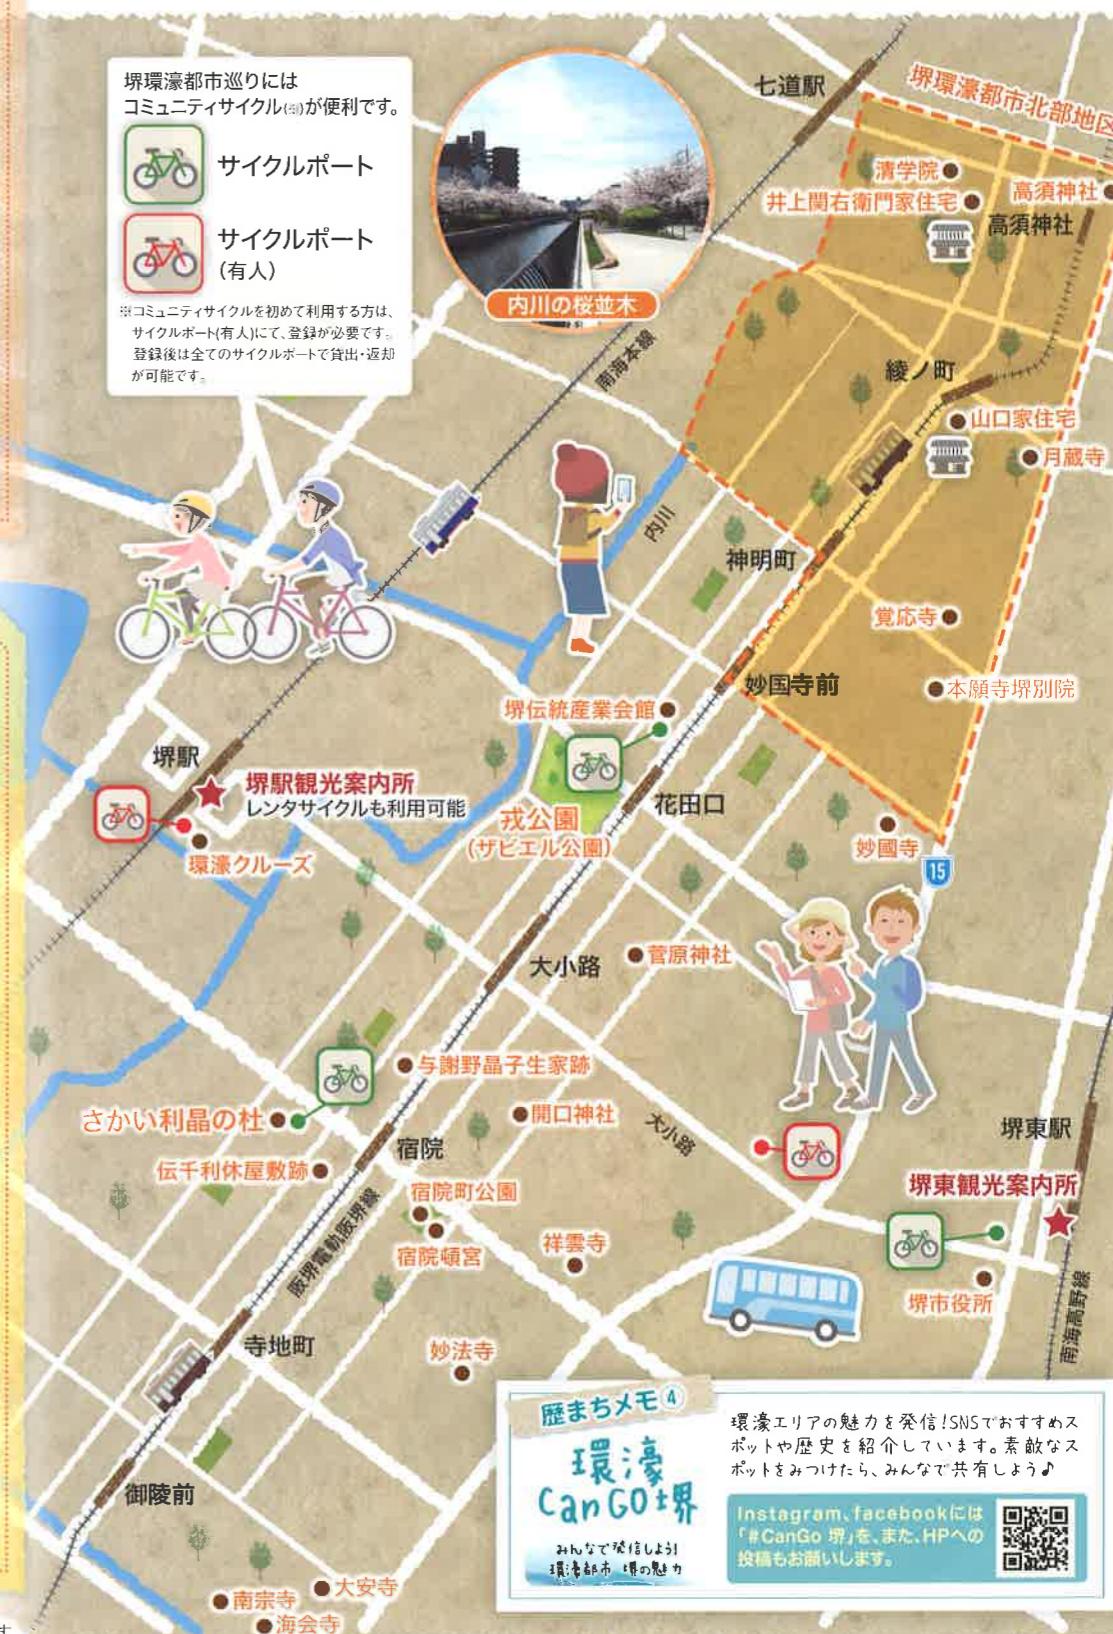 堺環濠都市巡りには
コミュニティサイクル(有料)が便利です。
サイクルポート
サイクルポート
(有人)
※コミュニティサイクルを初めて利用する方は、
サイクルポート(有人)にて、登録が必要です。
登録後は全てのサイクルポートで貸出・返却
が可能です。
内川の桜並木
七道駅
堺環濠都市北部地区
清学院
井上関右衛門家住宅
高須神社
高須神社
南海本線
綾ノ町
山口家住宅
月蔵寺
内川
神明町
覚応寺
妙国寺前
本願寺堺別院
堺伝統産業会館
堺駅
堺駅観光案内所
レンタサイクルも利用可能
花田口
戎公園
(ザビエル公園)
妙國寺
環濠クルーズ
15
大小路
菅原神社
与謝野晶子生家跡
さかい利晶の杜
開口神社
大小路
堺東駅
宿院
伝千利休屋敷跡
堺東観光案内所
宿院町公園
宿院頓宮
阪堺電軌阪堺線
祥雲寺
堺市役所
南海高野線
寺地町
妙法寺
御陵前
南宗寺
大安寺
海会寺
歴まちメモ④
環濠
CanGO堺
みんなで発信しよう!
環濠都市 堺の魅力
環濠エリアの魅力を発信!SNSでおすすめス
ポットや歴史を紹介しています。素敵なス
ポットをみつけたら、みんなで共有しよう♪
Instagram、facebookには
「#CanGo 堺」を、また、HPへの
投稿もお願いします。
す